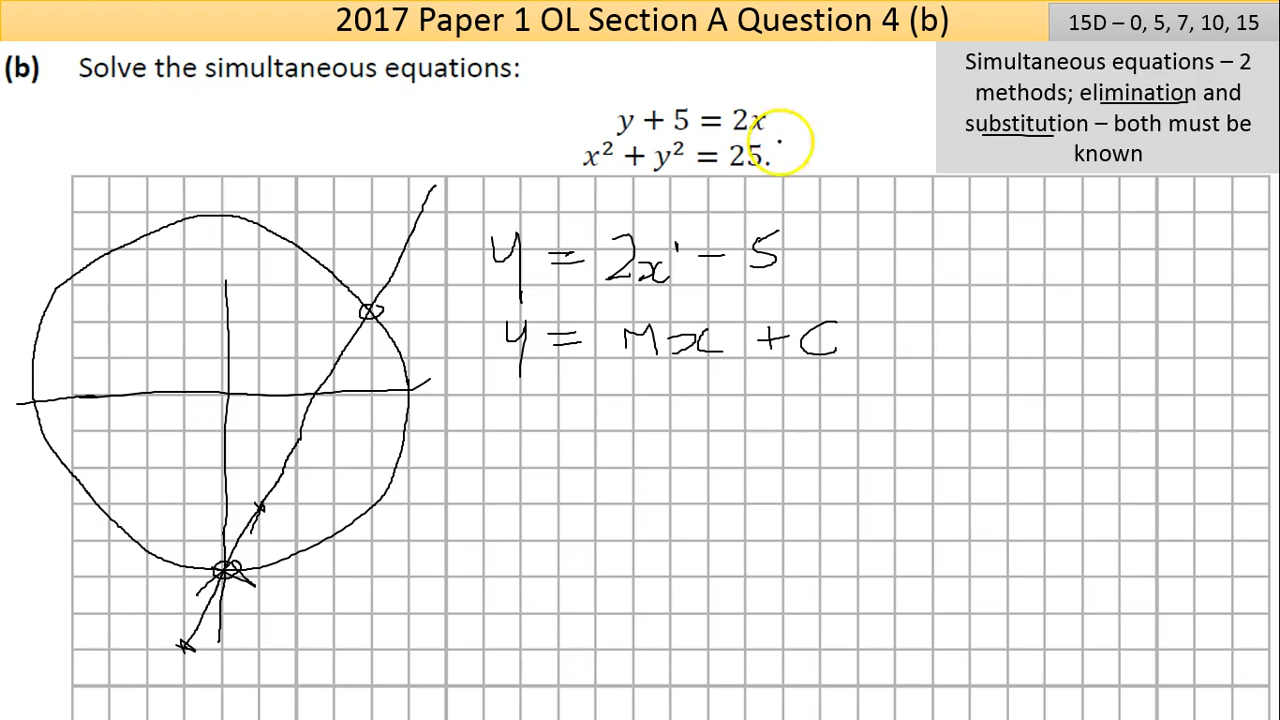 2017 Paper 1 OL Section A Question 4 (b)
15D – 0, 5, 7, 10, 15
(b) Solve the simultaneous equations:
Simultaneous equations – 2
methods; elimination and
substitution – both must be
known
y + 5 = 2x
x² + y² = 25.
y = 2x - 5
y = mx + c